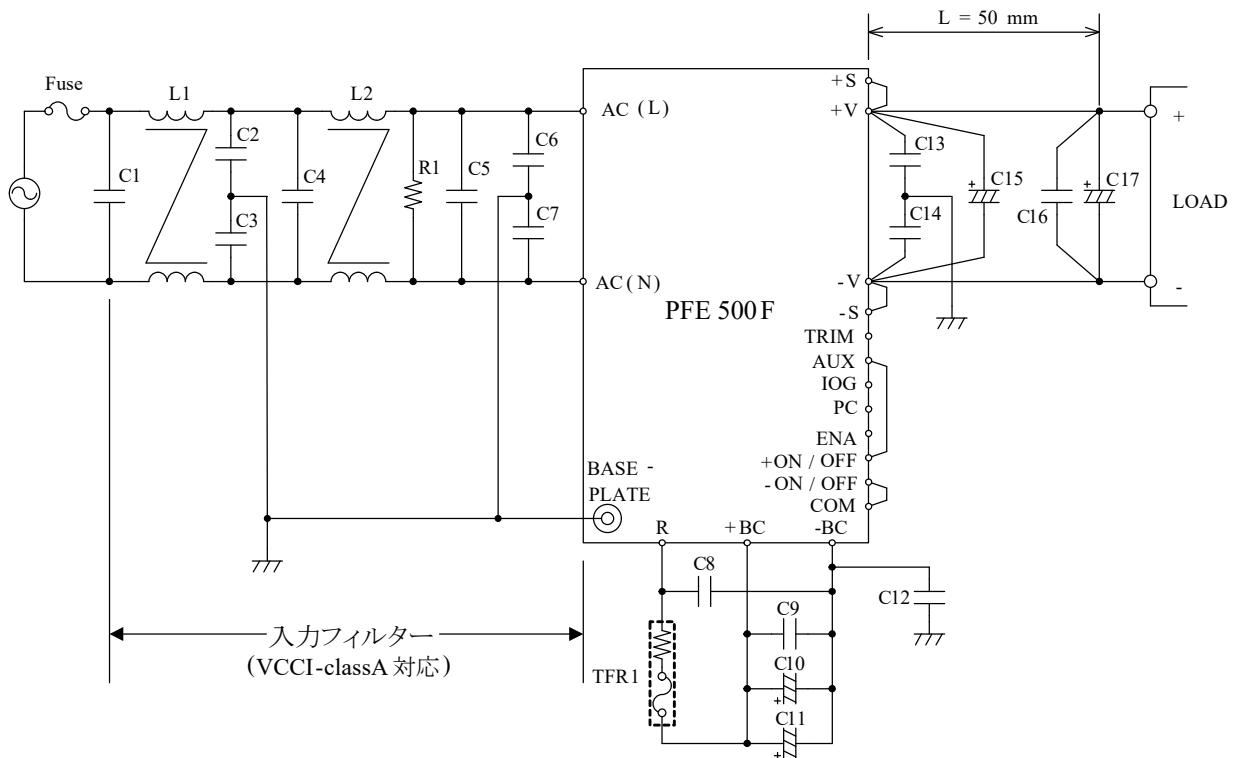 L = 50 mm
Fuse
L1
L2
+S
AC (L)
+V
+
C2
C6
C13
C1
C4
R1
C5
C15
C17
C3
C7
C14
C16
LOAD
AC (N)
-V
-
PFE 500F
-S
TRIM
AUX
IOG
PC
ENA
+ON / OFF
-ON / OFF
COM
BASE -
PLATE
R
+BC
-BC
C8
C12
C9
入力フィルター
(VCCI-classA 対応)
C10
TFR1
C11